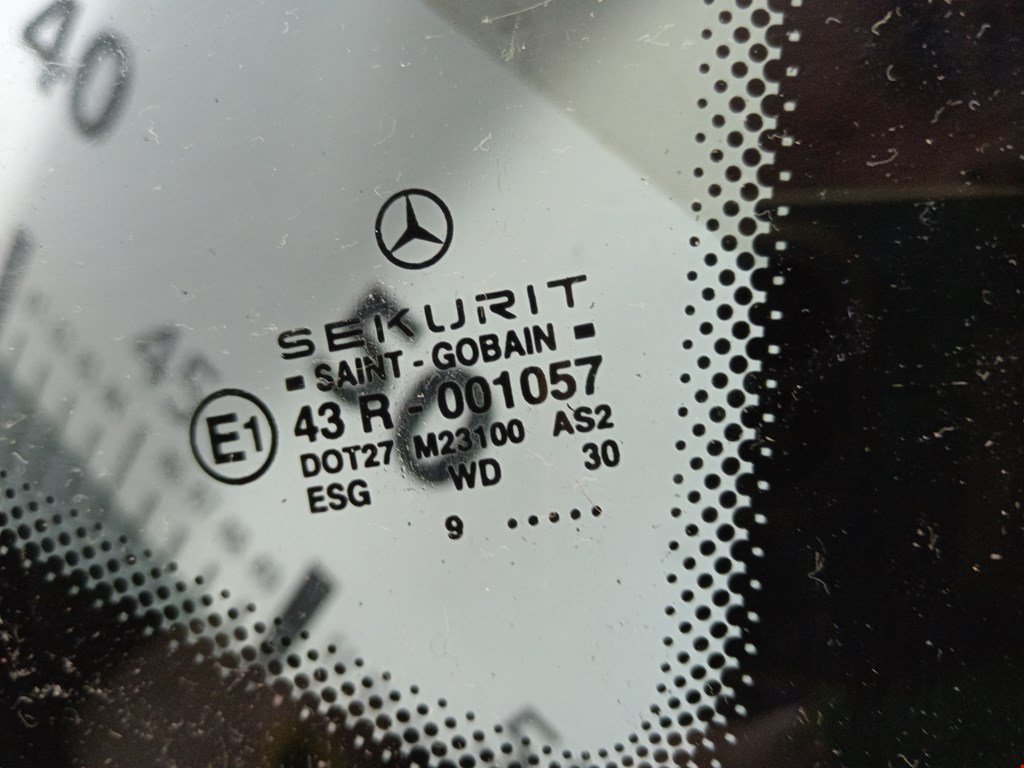 40
SEKURIT
SAINT - GOBAIN
E1
43 R - 001057
DOT27 M23100 AS2
ESG WD 30
9 .....